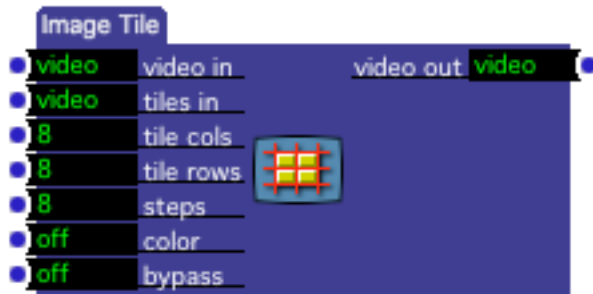 Image Tile
video video in video out video
video tiles in
8 tile cols
8 tile rows
8 steps
off color
off bypass